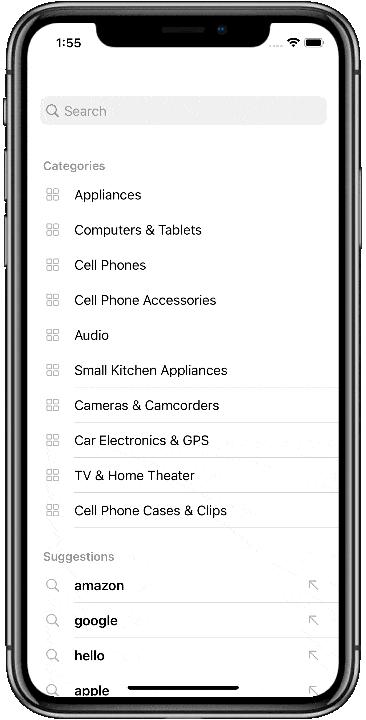 1:55
Search
Categories
Appliances
Computers & Tablets
Cell Phones
Cell Phone Accessories
Audio
Small Kitchen Appliances
Cameras & Camcorders
Car Electronics & GPS
TV & Home Theater
Cell Phone Cases & Clips
Suggestions
amazon
google
hello
apple